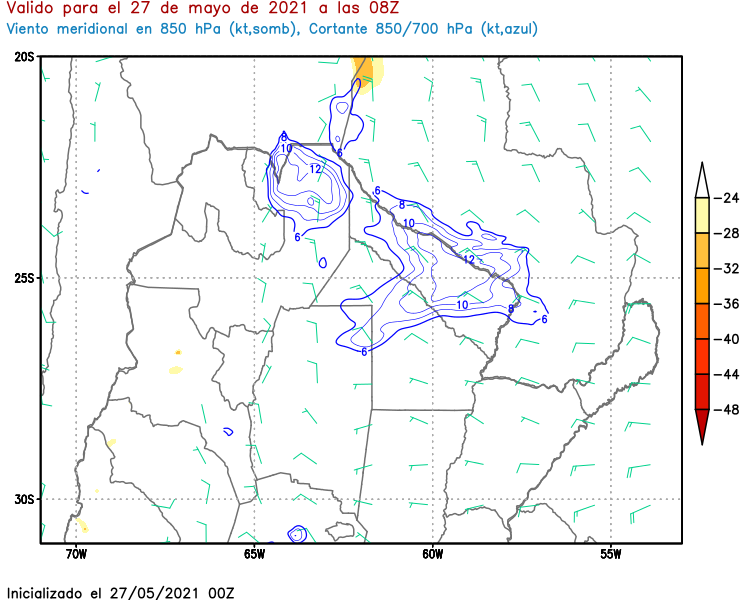 Valido para el 27 de mayo de 2021 a las 08Z
Viento meridional en 850 hPa (kt,somb), Cortante 850/700 hPa (kt,azul)
20S
8
10
6
12
6
-24
8
10
-28
6
12
-32
25S
-36
10
8
6
-40
6
-44
-48
30S
70W 65W 60W 55W
Inicializado el 27/05/2021 00Z